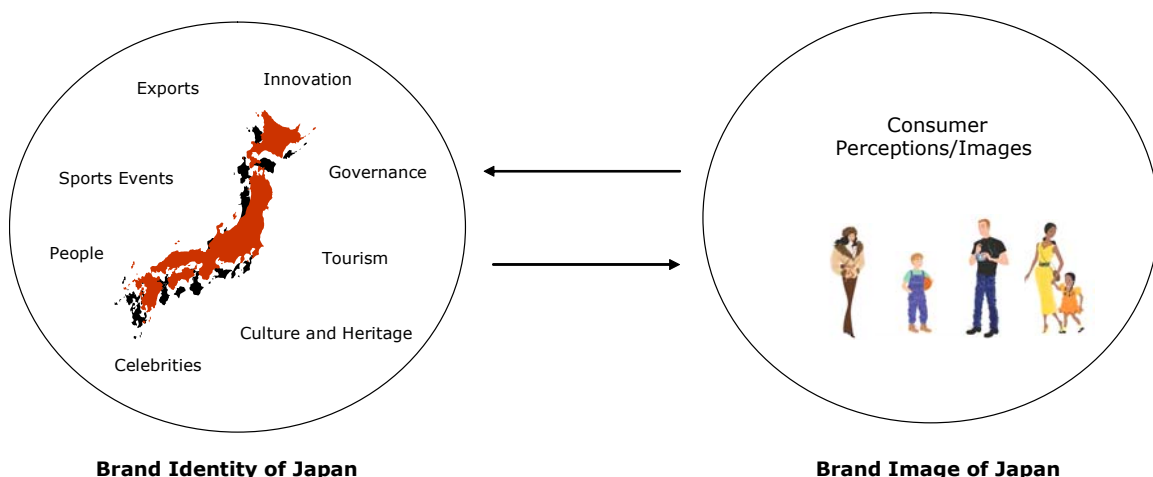 Innovation
Exports
Sports Events
Governance
People
Tourism
Culture and Heritage
Celebrities
Brand Identity of Japan
Consumer
Perceptions/Images
Brand Image of Japan